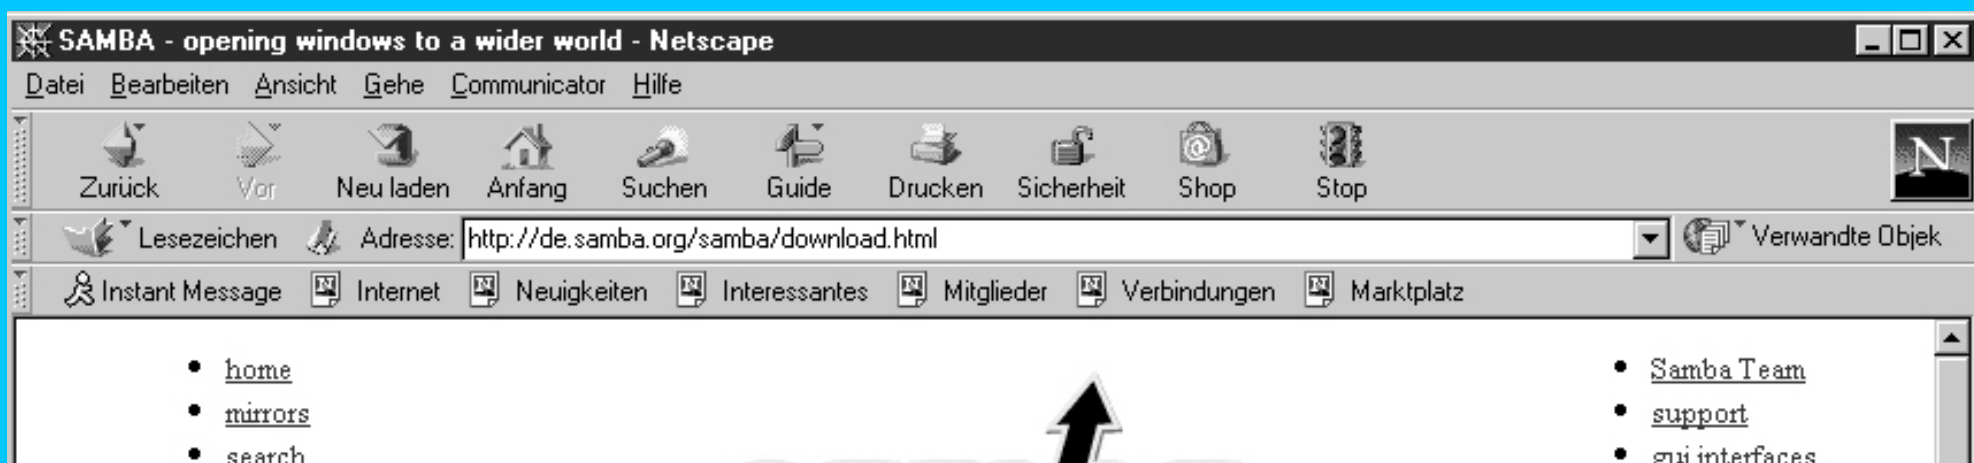 SAMBA - opening windows to a wider world - Netscape
Datei Bearbeiten Ansicht Gehe Communicator Hilfe
N
Zurück Vor Neu laden Anfang Suchen Guide Drucken Sicherheit Shop Stop
Lesezeichen Adresse: http://de.samba.org/samba/download.html Verwandte Objek
Instant Message Internet Neuigkeiten Interessantes Mitglieder Verbindungen Marktplatz
home Samba Team
mirrors support
search gui interfaces